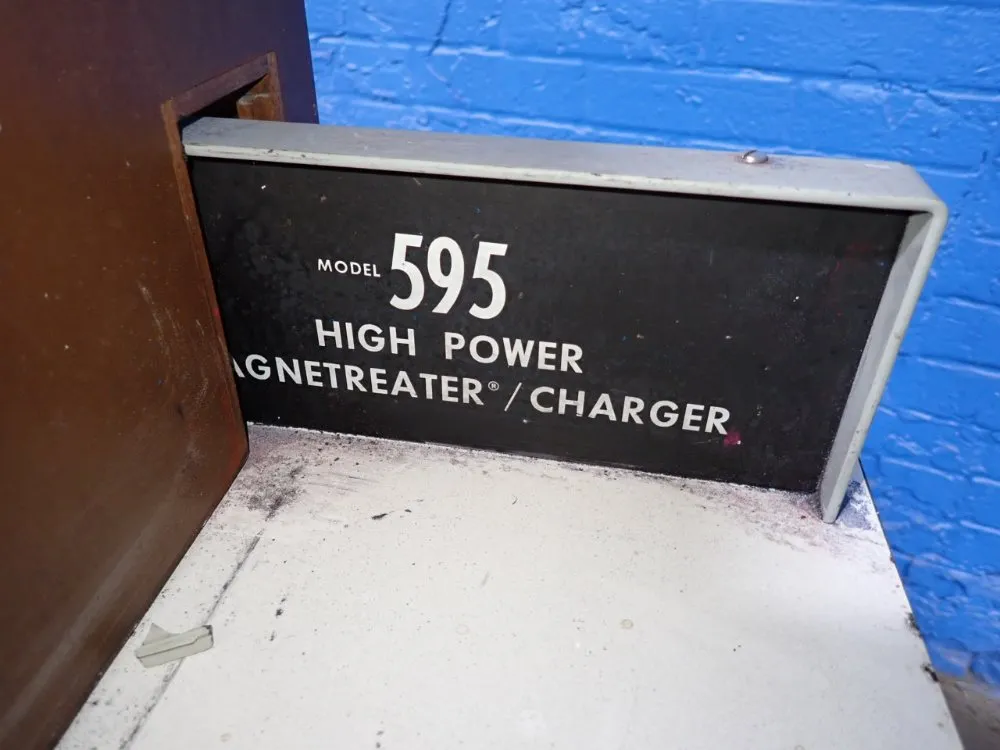 MODEL 595
HIGH POWER
AGNETREATER® / CHARGER